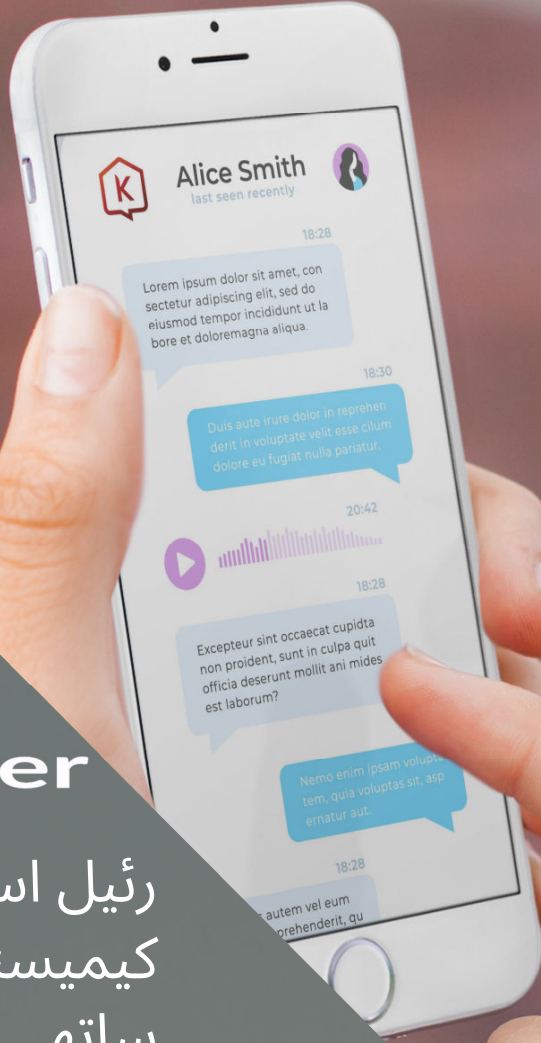 K
Alice Smith
last seen recently
18:28
Lorem ipsum dolor sit amet, con
sectetur adipiscing elit, sed do
eiusmod tempor incididunt ut la
bore et doloremagna aliqua.
18:30
Duis aute irure dolor in reprehen
derit in voluptate velit esse cilum
dolore eu fugiat nulla pariatur.
20:42
18:28
Excepteur sint occaecat cupidta
non proident, sunt in culpa quit
officia deserunt mollit ani mides
est laborum?
Nemo enim ipsam volupta
tem, quia voluptas sit, asp
ernatur aut.
18:28
autem vel eum
prehenderit, qu
er
رئیل اس
کیمیس
ساتھ